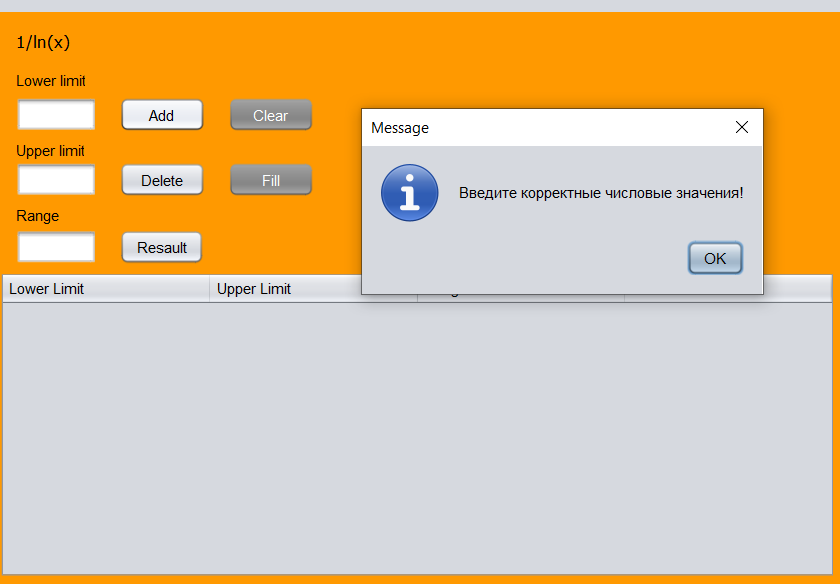 1/ln(x)
Lower limit
Add
Clear
Message
Upper limit
Delete
Fill
Введите корректные числовые значения!
Range
Resault
OK
Lower Limit
Upper Limit